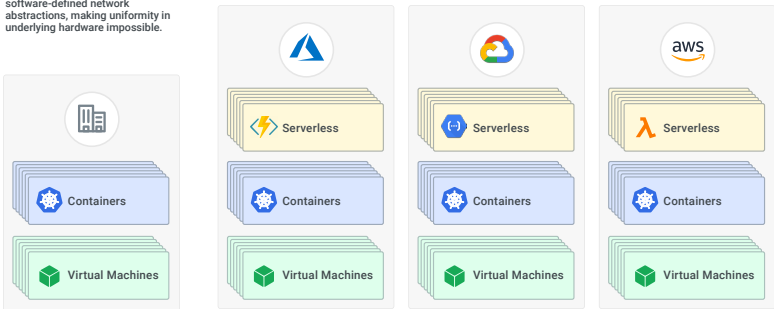 software-defined network
abstractions, making uniformity in
underlying hardware impossible.
aws
Serverless
Serverless
Serverless
Containers
Containers
Containers
Containers
Virtual Machines
Virtual Machines
Virtual Machines
Virtual Machines